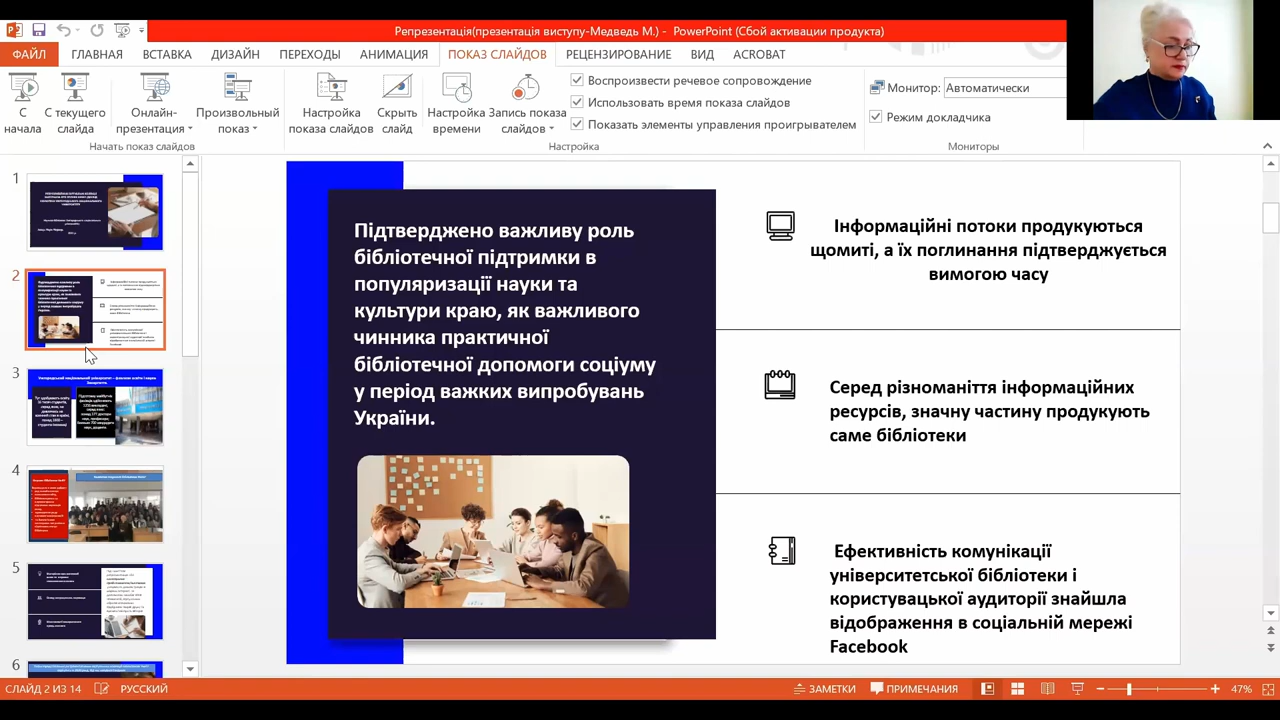 Репрезентація(презентація виступу-Медведь М.) - PowerPoint (Сбой активации продукта)
ФАЙЛ ГЛАВНАЯ ВСТАВКА ДИЗАЙН ПЕРЕХОДЫ АНИМАЦИЯ ПОКАЗ СЛАЙДОВ РЕЦЕНЗИРОВАНИЕ ВИД ACROBAT
С начала
С текущего слайда
Онлайн-презентация
Произвольный показ
Начать показ слайдов
Настройка показа слайдов
Скрыть слайд
Настройка времени
Запись показа слайдов
Воспроизвести речевое сопровождение
Использовать время показа слайдов
Показать элементы управления проигрывателем
Настройка
Монитор: Автоматически
Режим докладчика
Мониторы
1
2
3
4
5
6
Підтверджено важливу роль
бібліотечної підтримки в
популяризації науки та
культури краю, як важливого
чинника практичної
бібліотечної допомоги соціуму
у період важких випробувань
України.
Інформаційні потоки продукуються
щомиті, а їх поглинання підтверджується
вимогою часу
Серед різноманіття інформаційних
ресурсів, значну частину продукують
саме бібліотеки
Ефективність комунікації
університетської бібліотеки і
користувацької аудиторії знайшла
відображення в соціальній мережі
Facebook
СЛАЙД 2 ИЗ 14 РУССКИЙ ЗАМЕТКИ ПРИМЕЧАНИЯ 47%